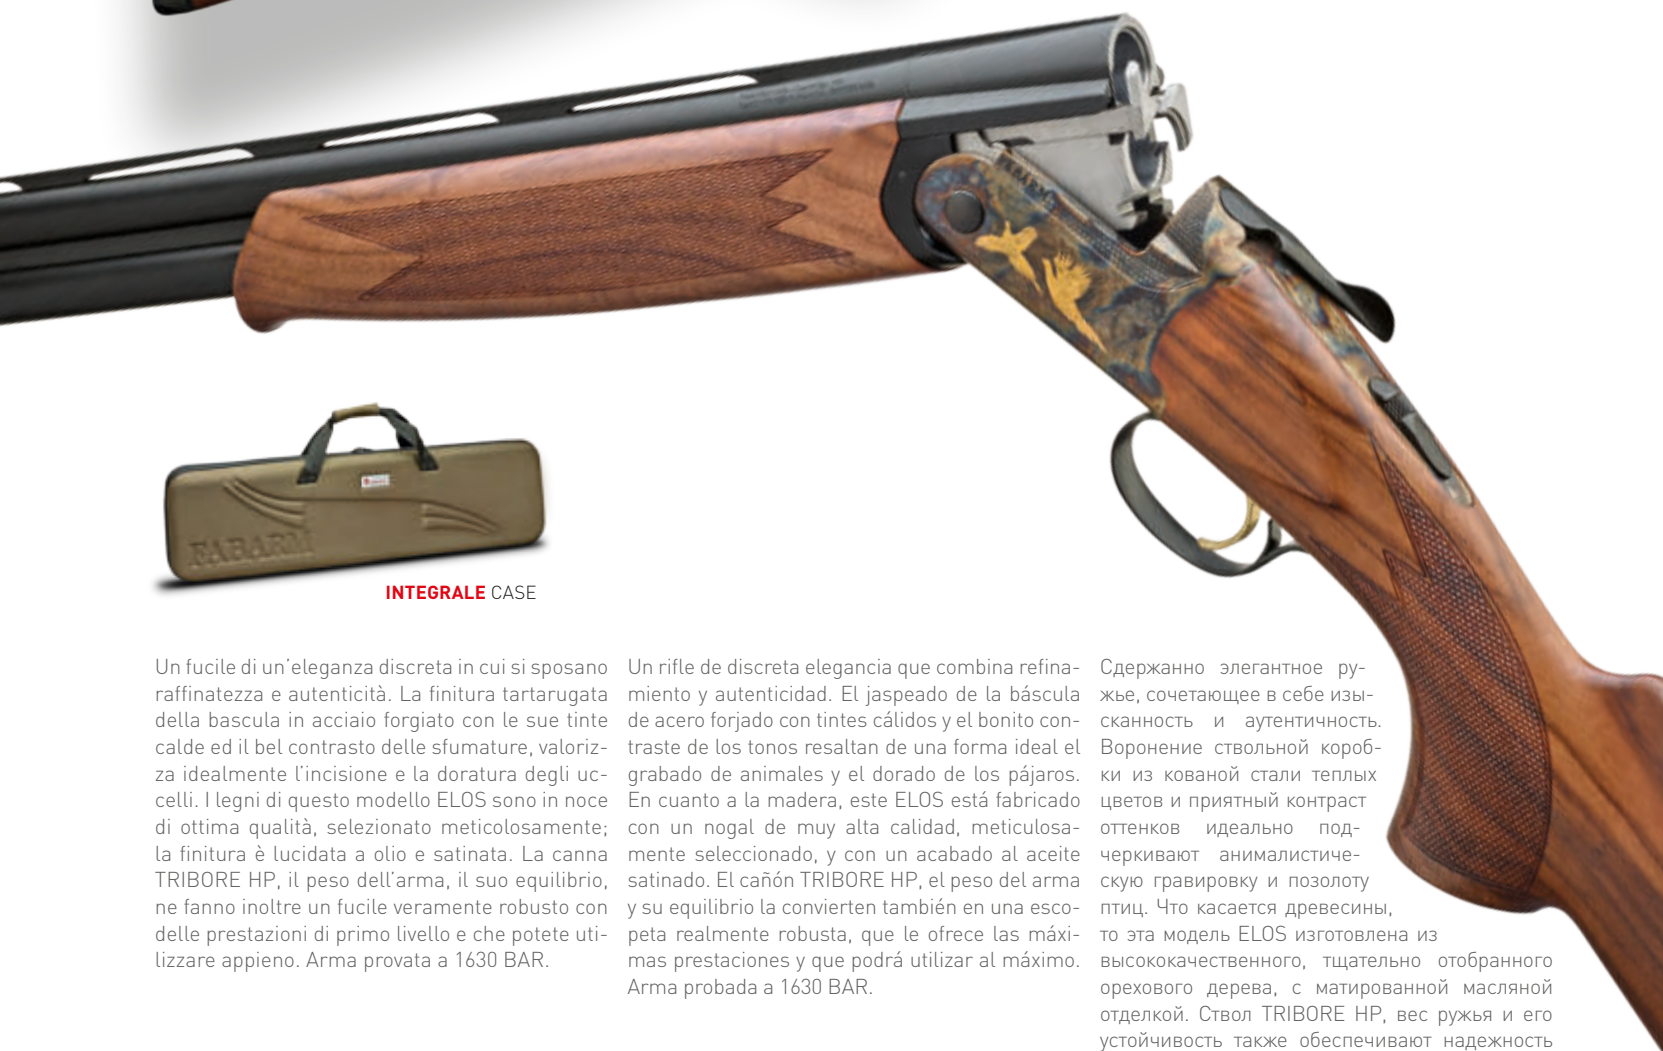 FABARM
FABARM
INTEGRALE CASE
Un fucile di un'eleganza discreta in cui si sposano
raffinatezza e autenticità. La finitura tartarugata
della bascula in acciaio forgiato con le sue tinte
calde ed il bel contrasto delle sfumature, valoriz-
za idealmente l'incisione e la doratura degli uc-
celli. I legni di questo modello ELOS sono in noce
di ottima qualità, selezionato meticolosamente;
la finitura è lucidata a olio e satinata. La canna
TRIBORE HP, il peso dell'arma, il suo equilibrio,
ne fanno inoltre un fucile veramente robusto con
delle prestazioni di primo livello e che potete uti-
lizzare appieno. Arma provata a 1630 BAR.
Un rifle de discreta elegancia que combina refina-
miento y autenticidad. El jaspeado de la báscula
de acero forjado con tintes cálidos y el bonito con-
traste de los tonos resaltan de una forma ideal el
grabado de animales y el dorado de los pájaros.
En cuanto a la madera, este ELOS está fabricado
con un nogal de muy alta calidad, meticulosa-
mente seleccionado, y con un acabado al aceite
satinado. El cañón TRIBORE HP, el peso del arma
y su equilibrio la convierten también en una esco-
peta realmente robusta, que le ofrece las máxi-
mas prestaciones y que podrá utilizar al máximo.
Arma probada a 1630 BAR.
Сдержанно элегантное ру-
жье, сочетающее в себе изы-
сканность и аутентичность.
Воронение ствольной короб-
ки из кованой стали теплых
цветов и приятный контраст
оттенков идеально под-
черкивают анималистиче-
скую гравировку и позолоту
птиц. Что касается древесины,
то эта модель ELOS изготовлена из
высококачественного, тщательно отобранного
орехового дерева, с матированной масляной
отделкой. Ствол TRIBORE HP, вес ружья и его
устойчивость также обеспечивают надежность